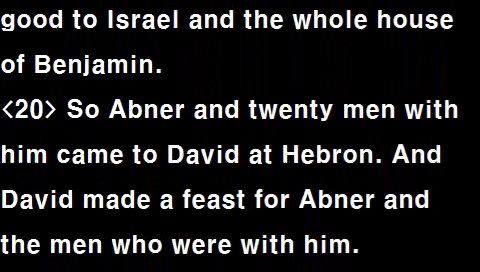 good to Israel and the whole house
of Benjamin.
<20> So Abner and twenty men with
him came to David at Hebron. And
David made a feast for Abner and
the men who were with him.